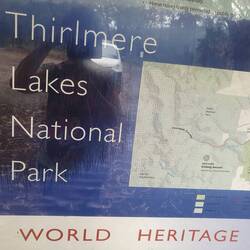 Thirlmere
Lakes
National
Park
WORLD HERITAGE